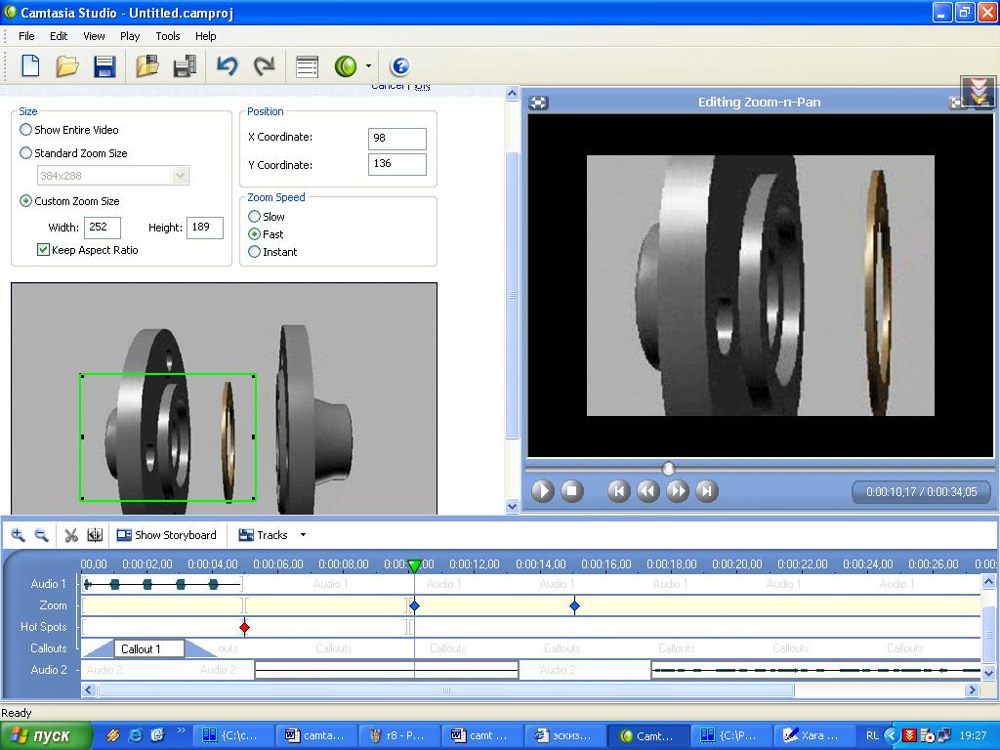 Camtasia Studio - Untitled.camproj
File Edit View Play Tools Help
Cancel | OK
Size
Show Entire Video
Standard Zoom Size
384x288
Custom Zoom Size
Width: 252 Height: 189
Keep Aspect Ratio
Position
X Coordinate: 98
Y Coordinate: 136
Zoom Speed
Slow
Fast
Instant
Editing Zoom-n-Pan
0:00:10,17 / 0:00:34,05
Show Storyboard Tracks
00,00 0:00:02,00 0:00:04,00 0:00:06,00 0:00:08,00 0:00 0,00 0:00:12,00 0:00:14,00 0:00:16,00 0:00:18,00 0:00:20,00 0:00:22,00 0:00:24,00 0:00:26,00 0:00:
Audio 1 Audio 1 Audio 1 Audio 1 Audio 1 Audio 1 Audio 1
Zoom
Hot Spots
Callouts Callout 1 outs Callouts Callouts Callouts Callouts Callouts Callouts
Audio 2 Audio 2 Audio 2 Audio 2
Ready
пуск {C:\c... camta... r8 - P... camt ... эскиз... Camt... {C:\P... Xara ... RL 19:27